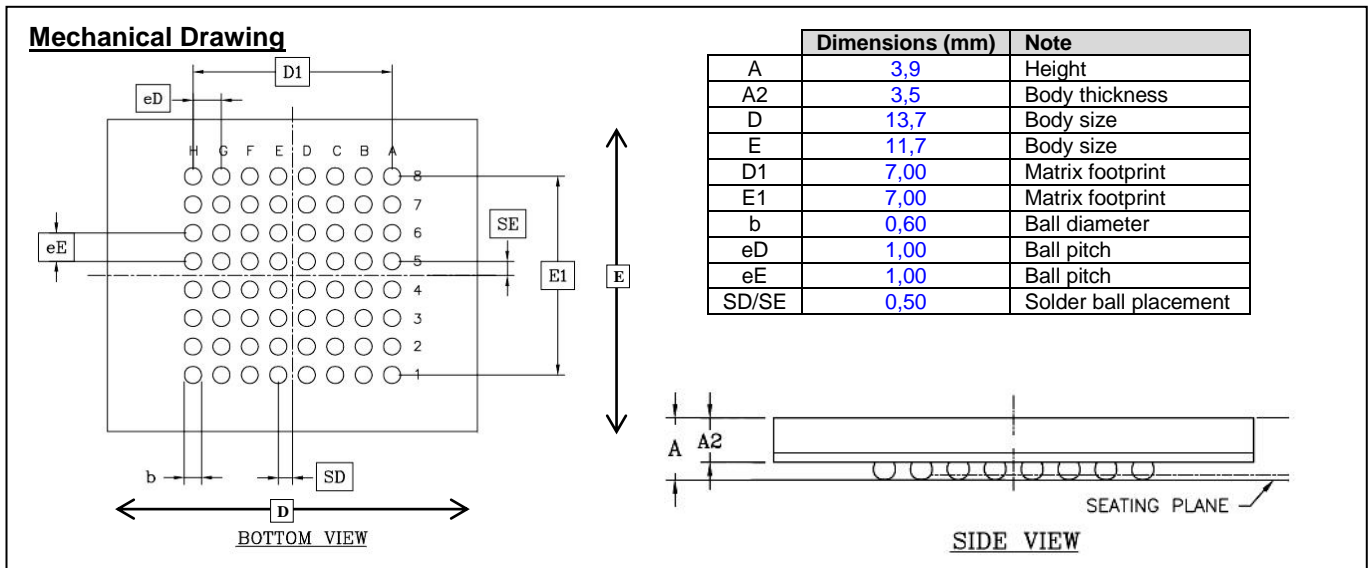 Mechanical Drawing
D1
eD
H G F E D C B A
8
7
6
5
4
3
2
1
eE
SE
E1
E
b
SD
D
BOTTOM VIEW
Dimensions (mm) Note
A 3,9 Height
A2 3,5 Body thickness
D 13,7 Body size
E 11,7 Body size
D1 7,00 Matrix footprint
E1 7,00 Matrix footprint
b 0,60 Ball diameter
eD 1,00 Ball pitch
eE 1,00 Ball pitch
SD/SE 0,50 Solder ball placement
A A2
SEATING PLANE
SIDE VIEW